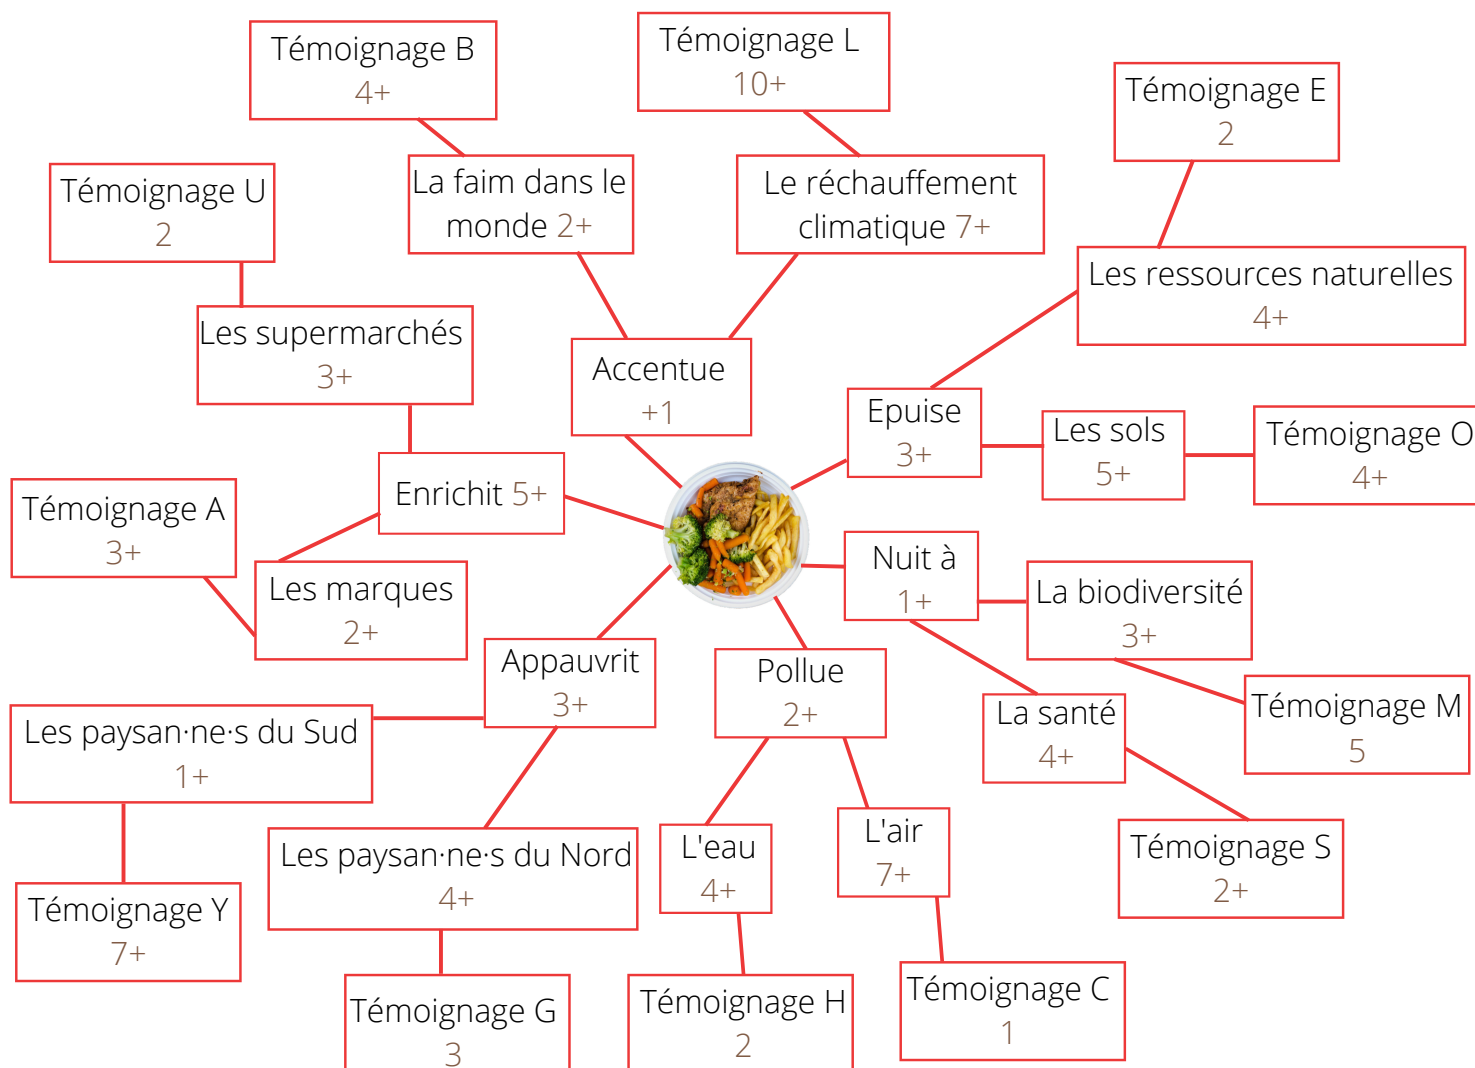 Témoignage B
4+
Témoignage L
10+
Témoignage E
2
Témoignage U
2
La faim dans le
monde 2+
Le réchauffement
climatique 7+
Les ressources naturelles
4+
Les supermarchés
3+
Accentue
+1
Epuise
3+
Les sols
5+
Témoignage O
4+
Enrichit 5+
Témoignage A
3+
Les marques
2+
Nuit à
1+
La biodiversité
3+
Appauvrit
3+
Pollue
2+
La santé
4+
Témoignage M
5
Les paysan·ne·s du Sud
1+
Les paysan·ne·s du Nord
4+
L'eau
4+
L'air
7+
Témoignage S
2+
Témoignage Y
7+
Témoignage G
3
Témoignage H
2
Témoignage C
1